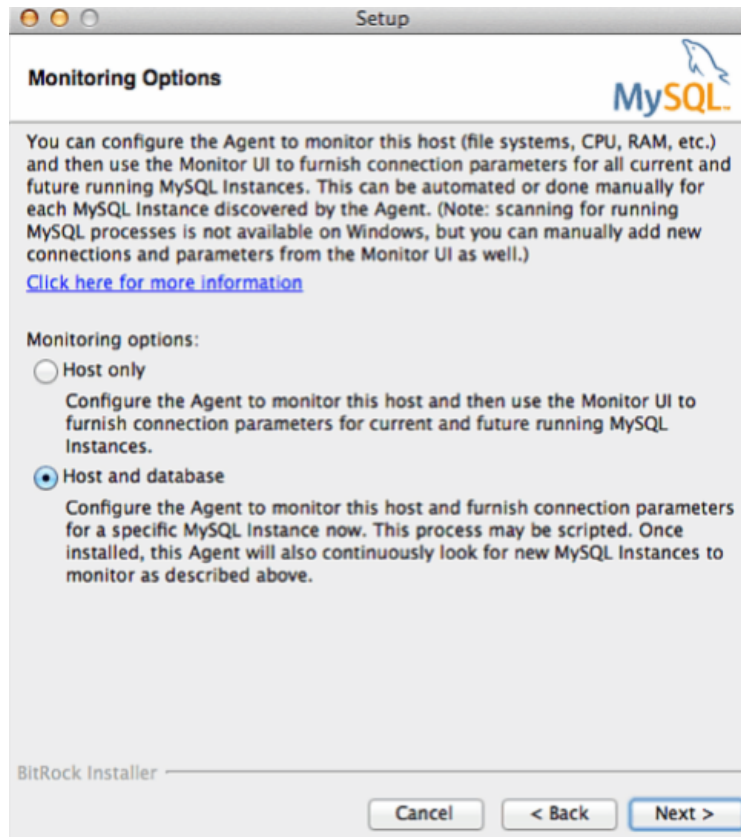 Setup
Monitoring Options
MySQL
You can configure the Agent to monitor this host (file systems, CPU, RAM, etc.)
and then use the Monitor UI to furnish connection parameters for all current and
future running MySQL Instances. This can be automated or done manually for
each MySQL Instance discovered by the Agent. (Note: scanning for running
MySQL processes is not available on Windows, but you can manually add new
connections and parameters from the Monitor UI as well.)
Click here for more information
Monitoring options:
Host only
Configure the Agent to monitor this host and then use the Monitor UI to
furnish connection parameters for current and future running MySQL
Instances.
Host and database
Configure the Agent to monitor this host and furnish connection parameters
for a specific MySQL Instance now. This process may be scripted. Once
installed, this Agent will also continuously look for new MySQL Instances to
monitor as described above.
BitRock Installer
Cancel < Back Next >